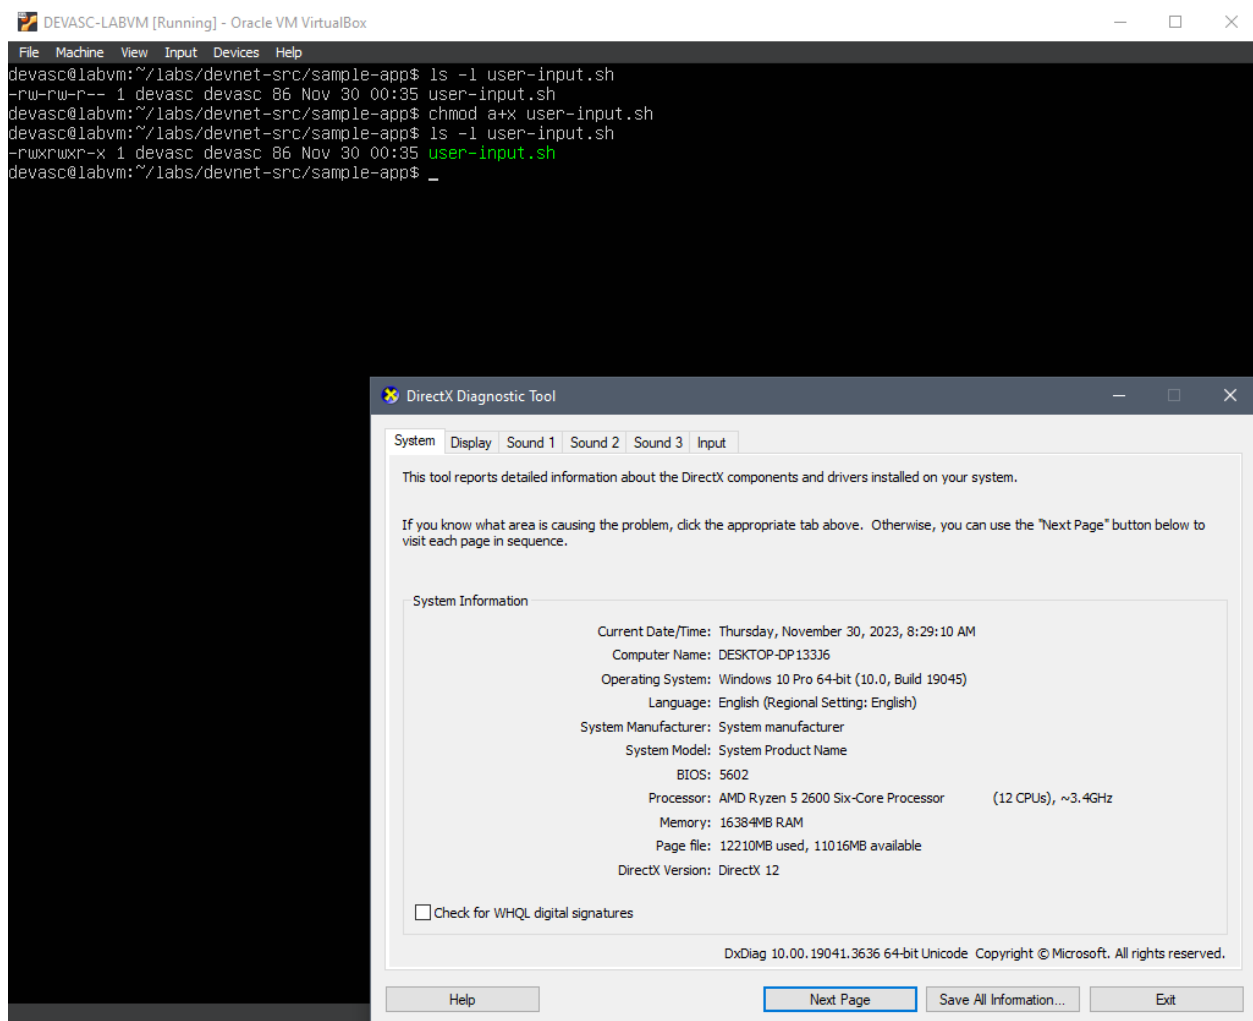 DEVASC-LABVM [Running] - Oracle VM VirtualBox
File Machine View Input Devices Help
devasc@labvm:~/labs/devnet-src/sample-app$ ls -l user-input.sh
-rw-rw-r-- 1 devasc devasc 86 Nov 30 00:35 user-input.sh
devasc@labvm:~/labs/devnet-src/sample-app$ chmod a+x user-input.sh
devasc@labvm:~/labs/devnet-src/sample-app$ ls -l user-input.sh
-rwxrwxr-x 1 devasc devasc 86 Nov 30 00:35 user-input.sh
devasc@labvm:~/labs/devnet-src/sample-app$ _
DirectX Diagnostic Tool
System Display Sound 1 Sound 2 Sound 3 Input
This tool reports detailed information about the DirectX components and drivers installed on your system.
If you know what area is causing the problem, click the appropriate tab above. Otherwise, you can use the "Next Page" button below to
visit each page in sequence.
System Information
Current Date/Time: Thursday, November 30, 2023, 8:29:10 AM
Computer Name: DESKTOP-DP133J6
Operating System: Windows 10 Pro 64-bit (10.0, Build 19045)
Language: English (Regional Setting: English)
System Manufacturer: System manufacturer
System Model: System Product Name
BIOS: 5602
Processor: AMD Ryzen 5 2600 Six-Core Processor (12 CPUs), ~3.4GHz
Memory: 16384MB RAM
Page file: 12210MB used, 11016MB available
DirectX Version: DirectX 12
Check for WHQL digital signatures
DxDiag 10.00.19041.3636 64-bit Unicode Copyright © Microsoft. All rights reserved.
Help Next Page Save All Information... Exit